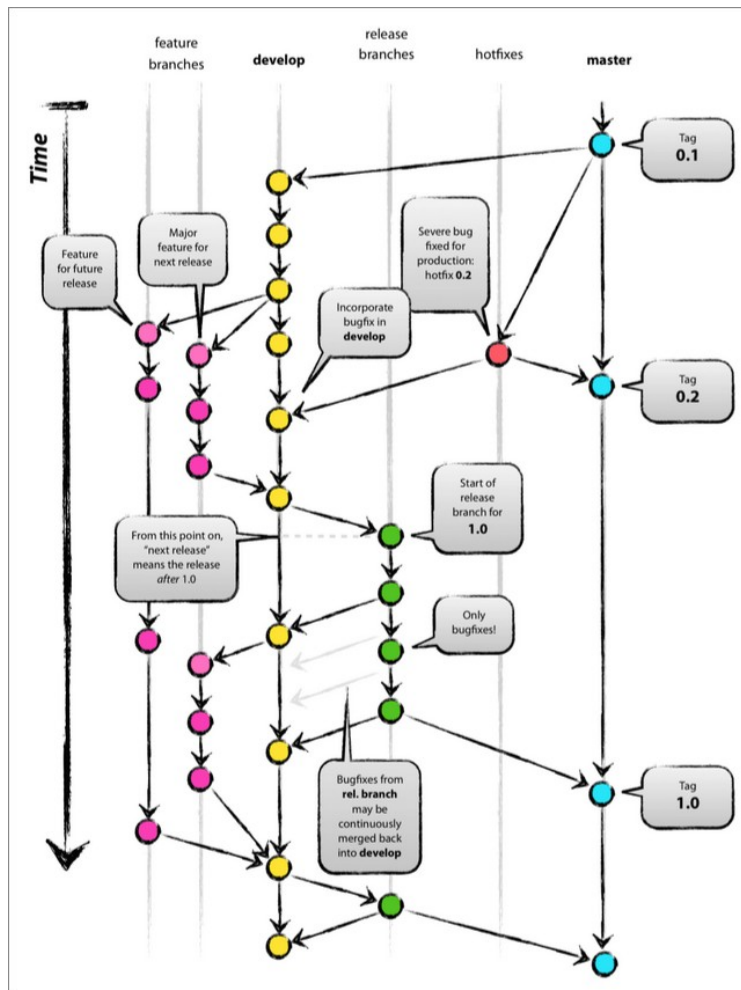 feature
branches
develop
release
branches
hotfixes
master
Time
Tag
0.1
Feature
for future
release
Major
feature for
next release
Severe bug
fixed for
production:
hotfix 0.2
Incorporate
bugfix in
develop
Tag
0.2
Start of
release
branch for
1.0
From this point on,
“next release”
means the release
after 1.0
Only
bugfixes!
Bugfixes from
rel. branch
may be
continuously
merged back
into develop
Tag
1.0